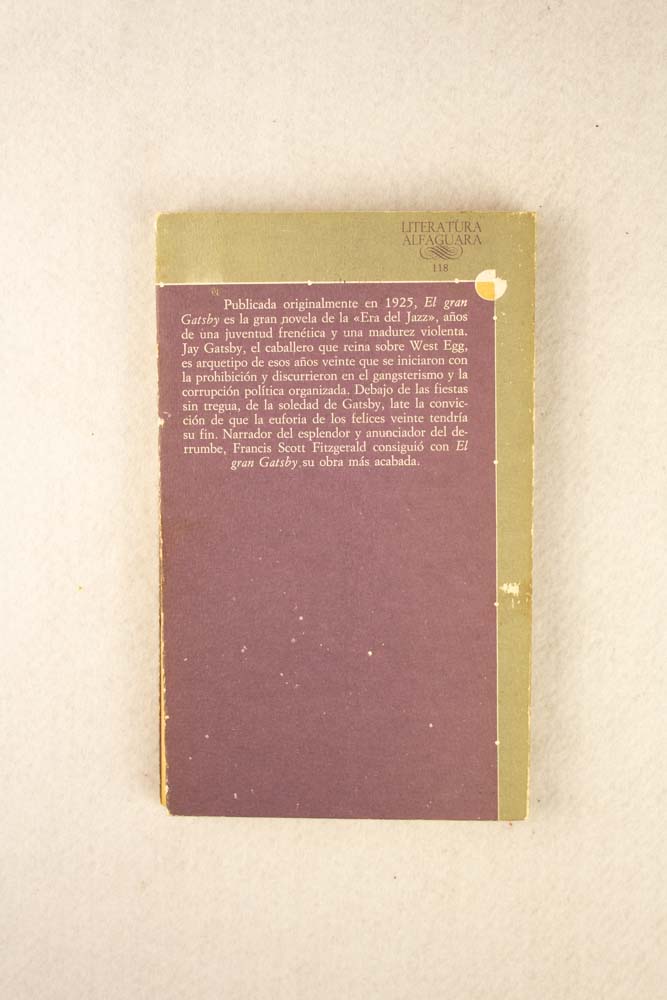 LITERATURA
ALFAGUARA
118
Publicada originalmente en 1925, El gran
Gatsby es la gran novela de la «Era del Jazz», años
de una juventud frenética y una madurez violenta.
Jay Gatsby, el caballero que reina sobre West Egg,
es arquetipo de esos años veinte que se iniciaron con
la prohibición y discurrieron en el gangsterismo y la
corrupción política organizada. Debajo de las fiestas
sin tregua, de la soledad de Gatsby, late la convic-
ción de que la euforia de los felices veinte tendría
su fin. Narrador del esplendor y anunciador del de-
rrumbe, Francis Scott Fitzgerald consiguió con El
gran Gatsby su obra más acabada.